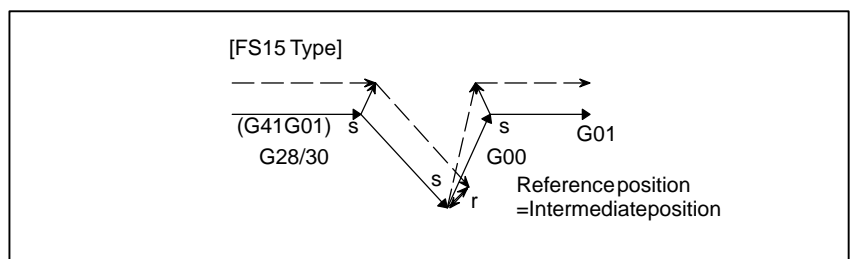 [FS15 Type]
(G41G01) s
s
G01
G28/30
G00
s
r
Reference position
=Intermediate position